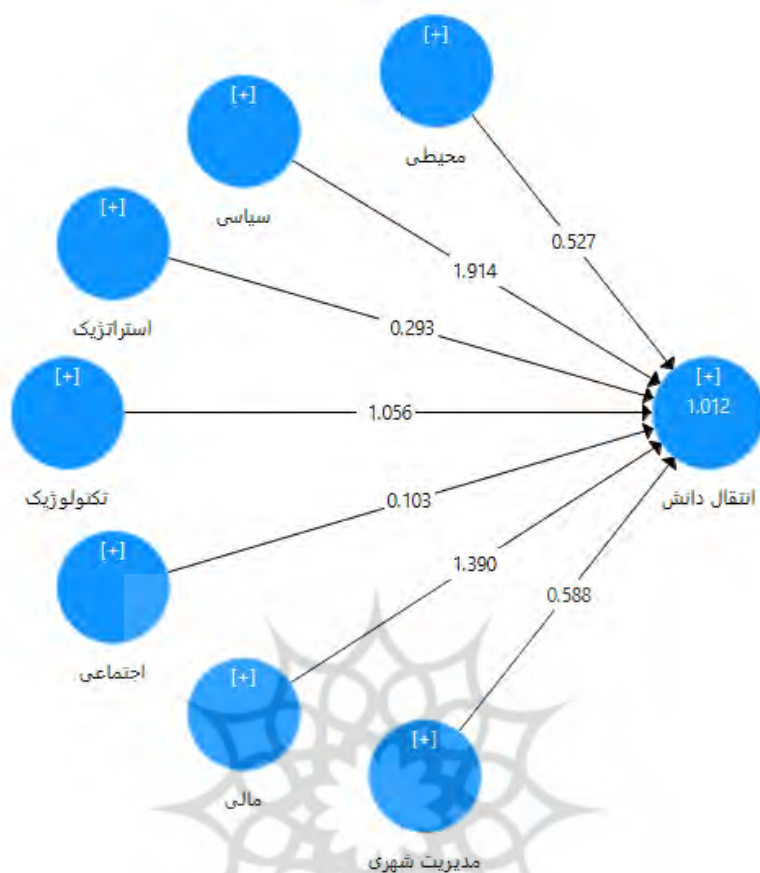 [+]
محیطی
[+]
سیاسی
0.527
[+]
1.914
استراتژیک
0.293
[+]
[+]
1.012
1.056
تکنولوژیک
انتقال دانش
0.103
[+]
1.390
0.588
اجتماعی
[+]
مالی
[+]
مدیریت شهری